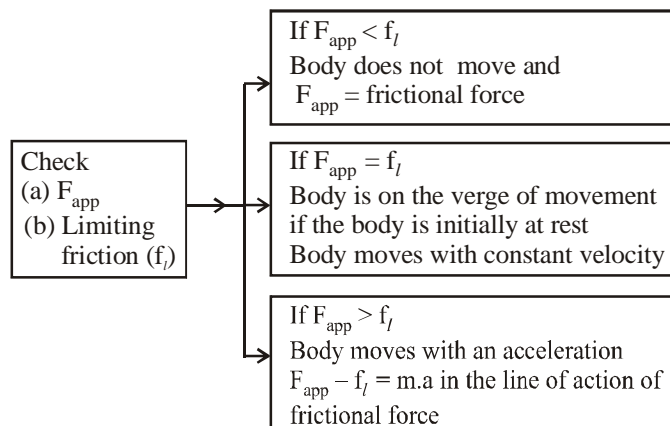 Check
(a) F_app
(b) Limiting
friction (f_l)
If F_app < f_l
Body does not move and
F_app = frictional force
If F_app = f_l
Body is on the verge of movement
if the body is initially at rest
Body moves with constant velocity
If F_app > f_l
Body moves with an acceleration
F_app – f_l = m.a in the line of action of
frictional force